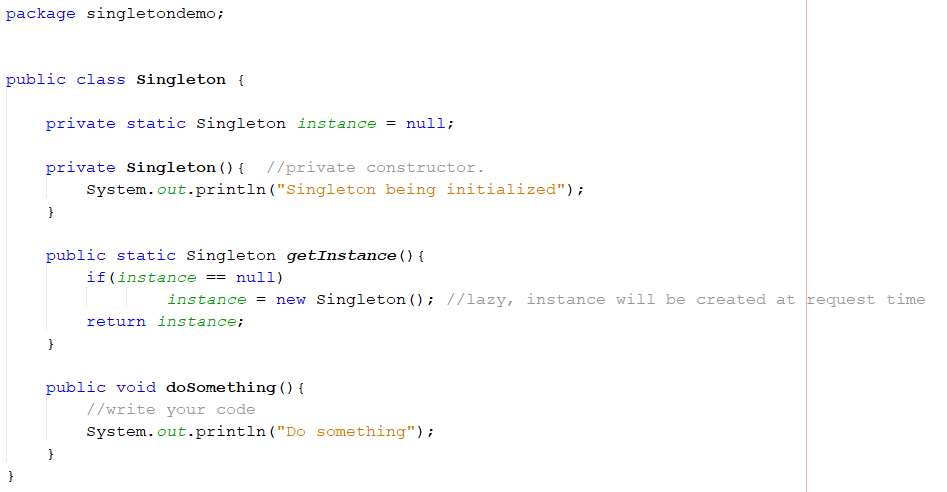 package singletondemo;
public class Singleton {
private static Singleton instance = null;
private Singleton(){  //private constructor.
System.out.println("Singleton being initialized");
}
public static Singleton getInstance(){
if(instance == null)
instance = new Singleton(); //lazy, instance will be created at request time
return instance;
}
public void doSomething(){
//write your code
System.out.println("Do something");
}
}